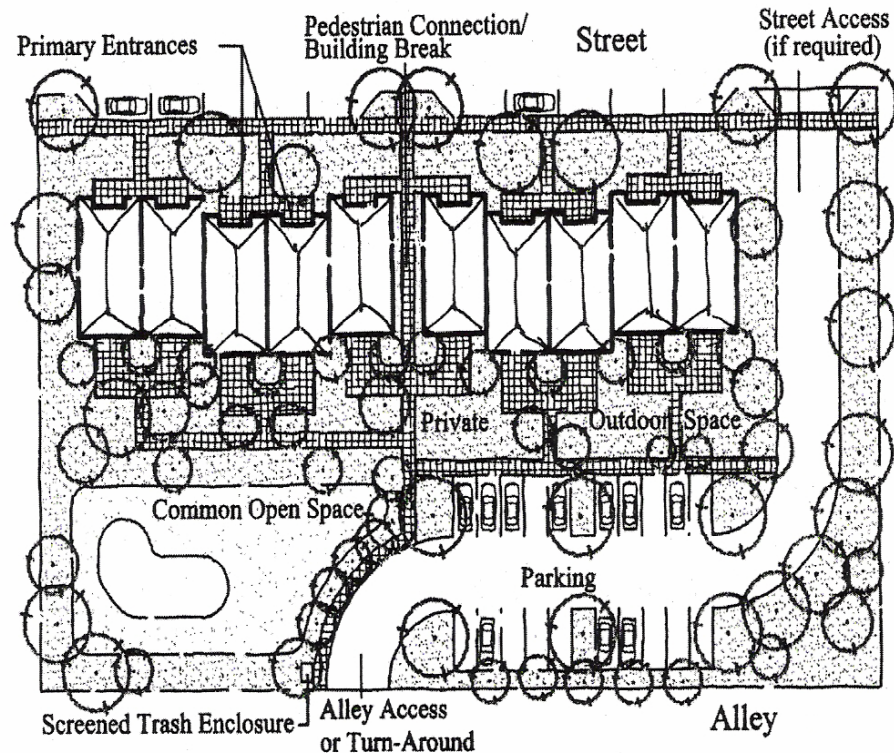 Primary Entrances
Pedestrian Connection/
Building Break
Street
Street Access
(if required)
Private
Outdoor Space
Common Open Space
Parking
Screened Trash Enclosure
Alley Access
or Turn-Around
Alley